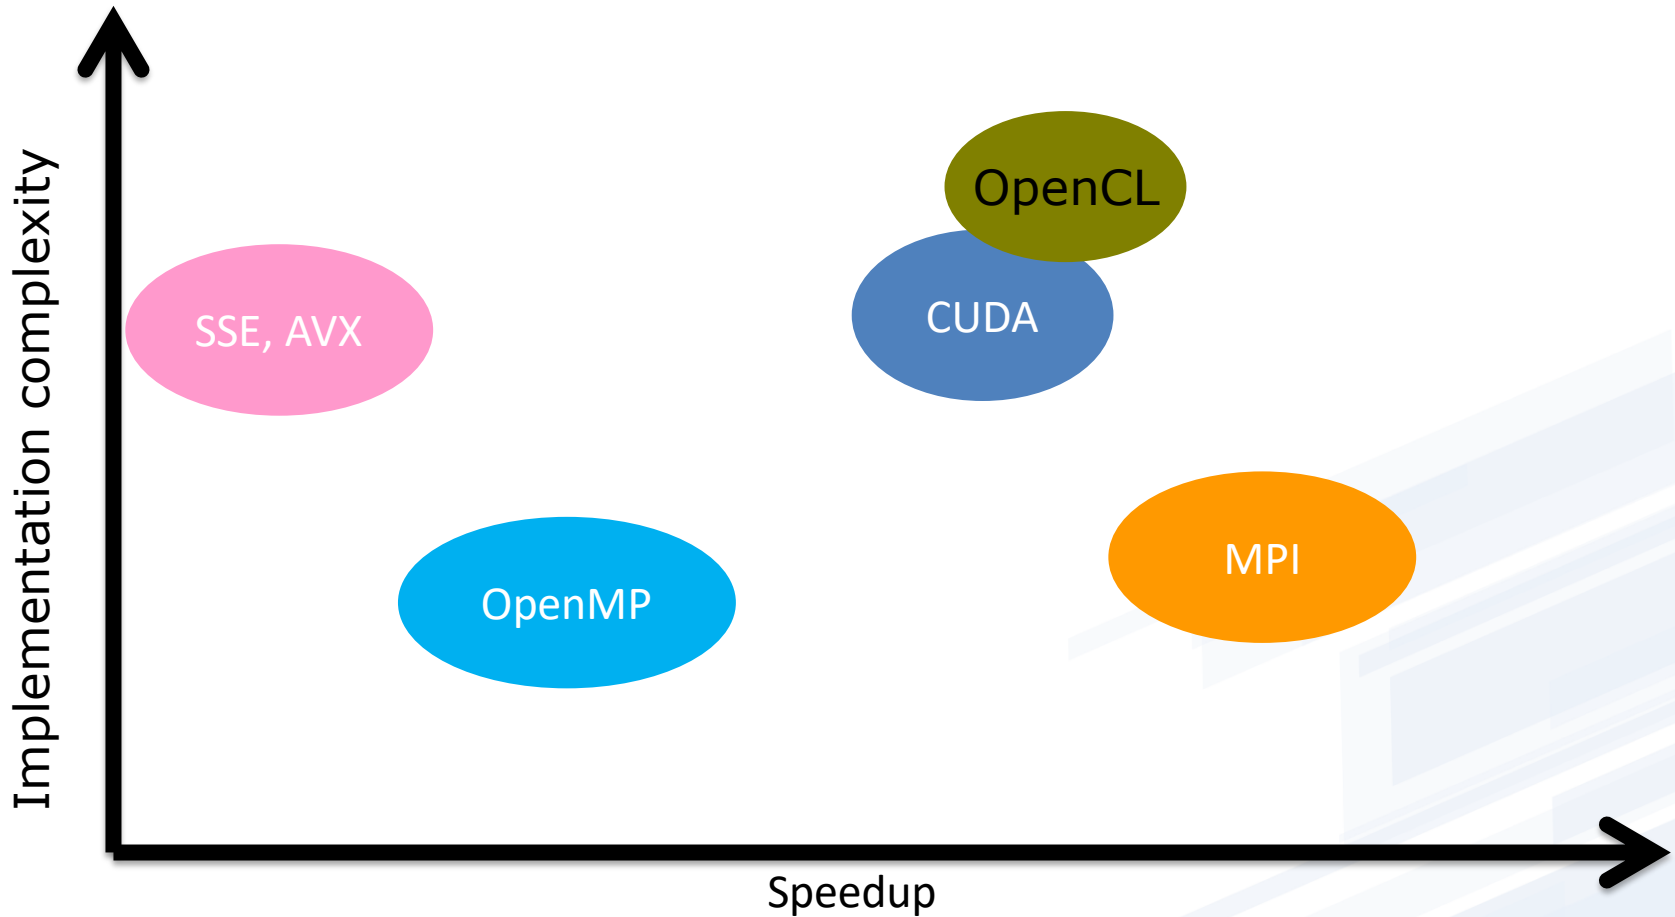 Implementation complexity
OpenCL
CUDA
SSE, AVX
MPI
OpenMP
Speedup